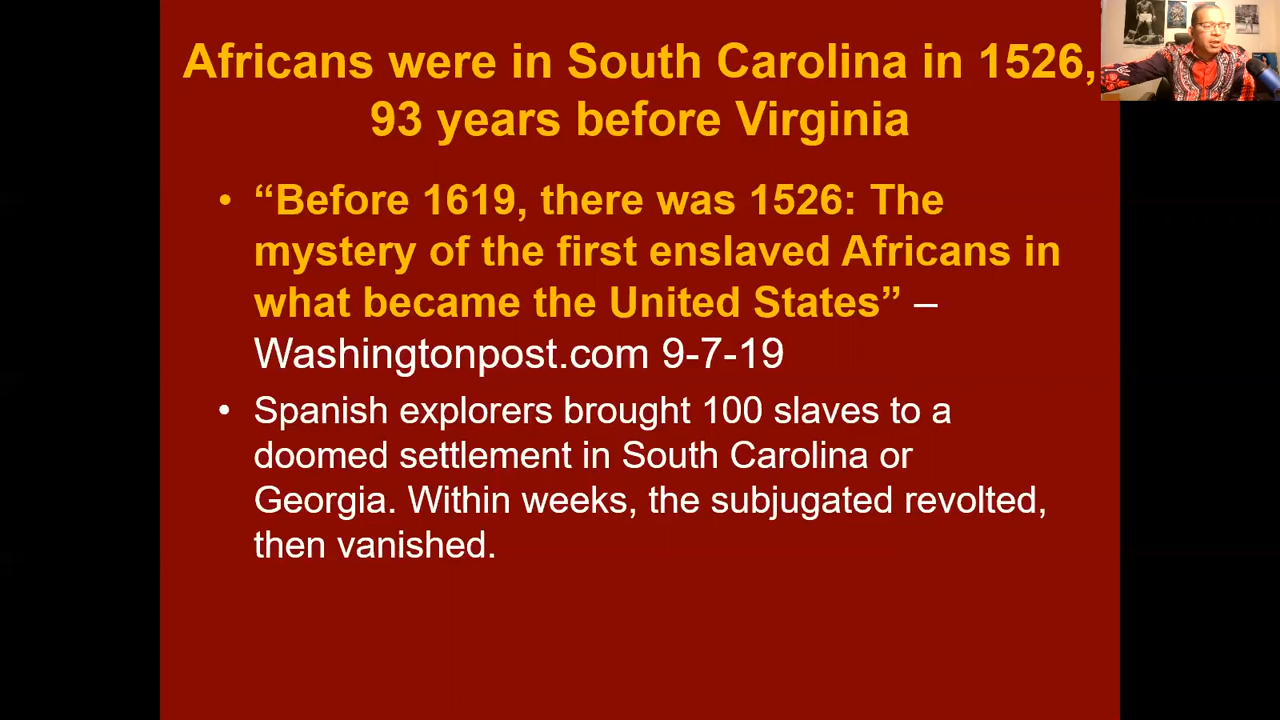 Africans were in South Carolina in 1526,
93 years before Virginia
• “Before 1619, there was 1526: The
mystery of the first enslaved Africans in
what became the United States” –
Washingtonpost.com 9-7-19
• Spanish explorers brought 100 slaves to a
doomed settlement in South Carolina or
Georgia. Within weeks, the subjugated revolted,
then vanished.